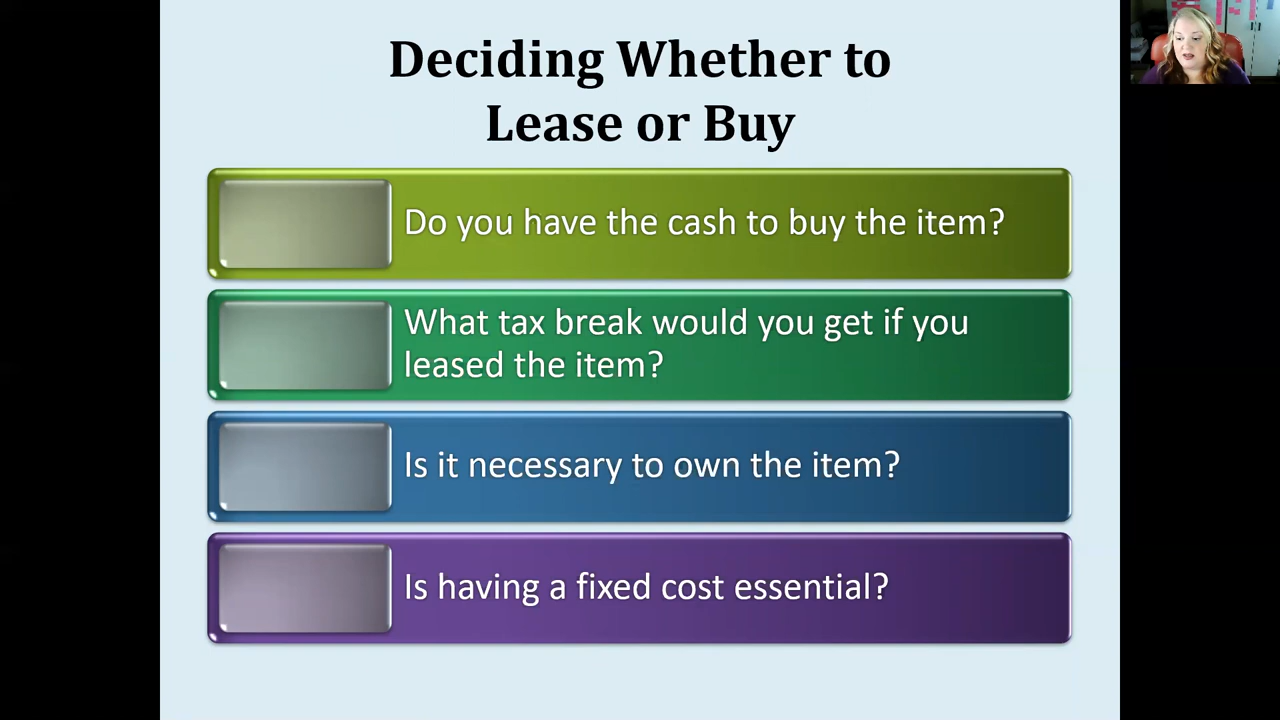 Deciding Whether to
Lease or Buy
Do you have the cash to buy the item?
What tax break would you get if you
leased the item?
Is it necessary to own the item?
Is having a fixed cost essential?